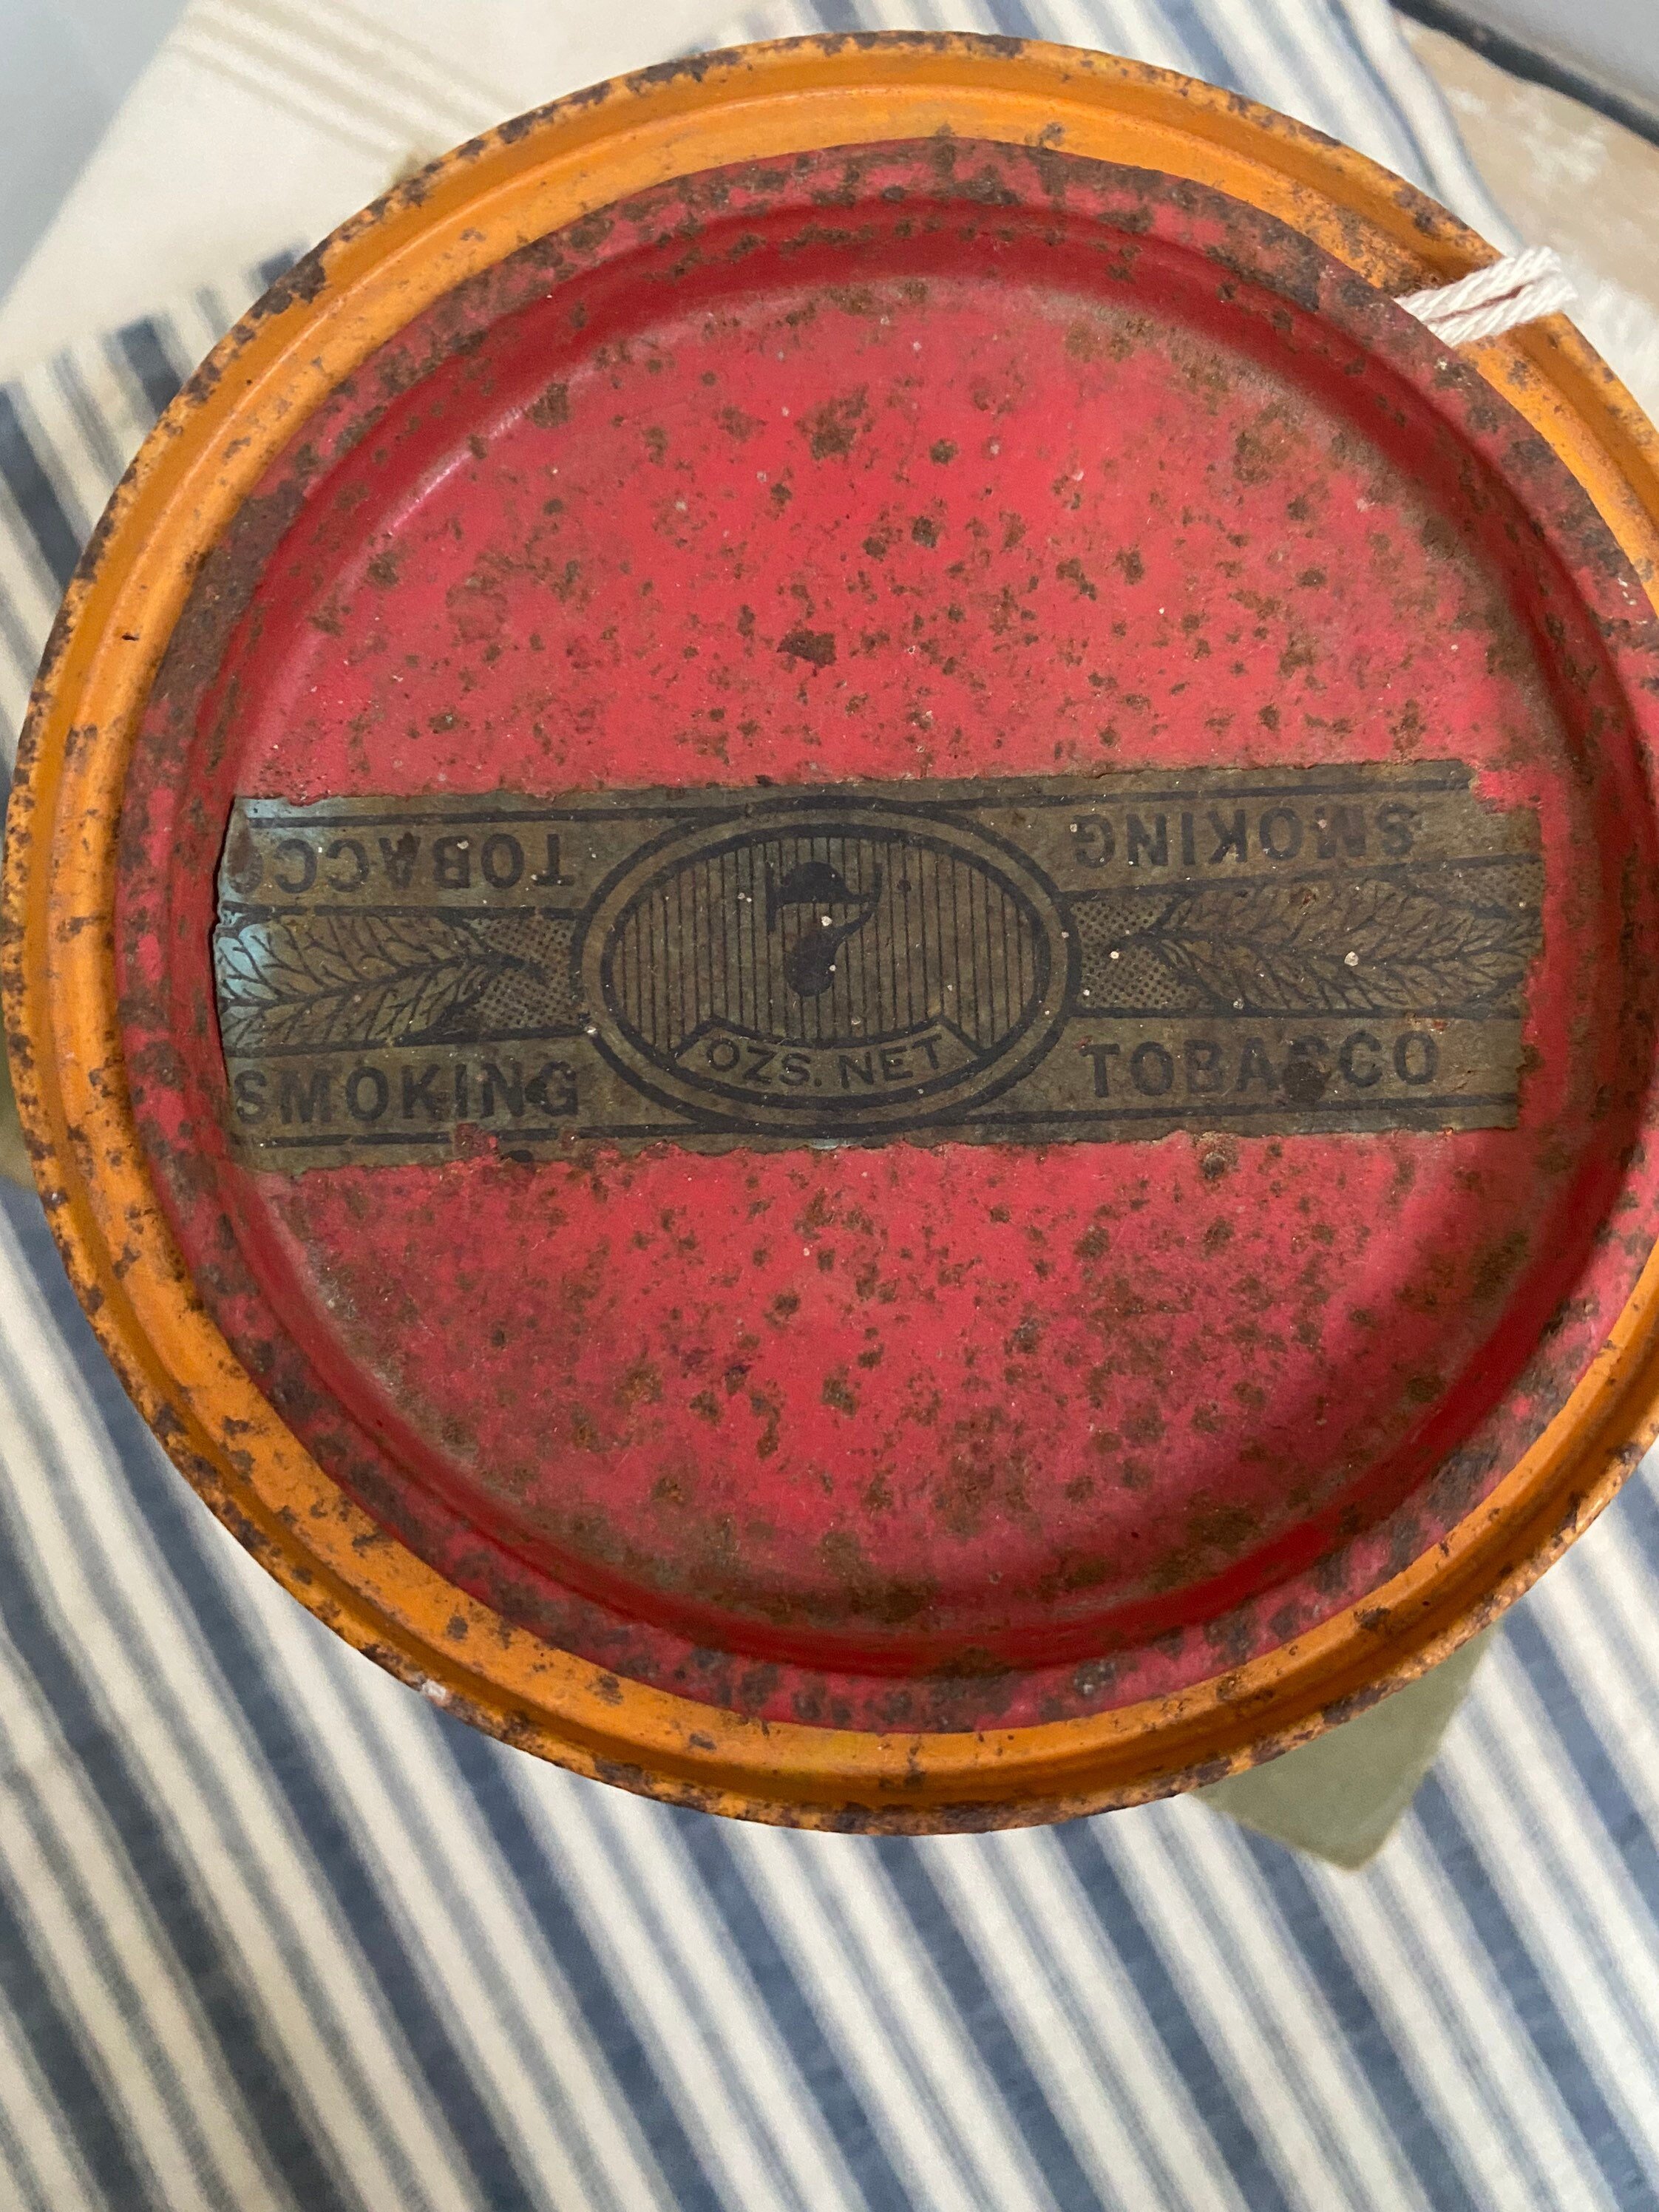 TOBACCO SMOKING
7
OZS. NET
SMOKING TOBACCO